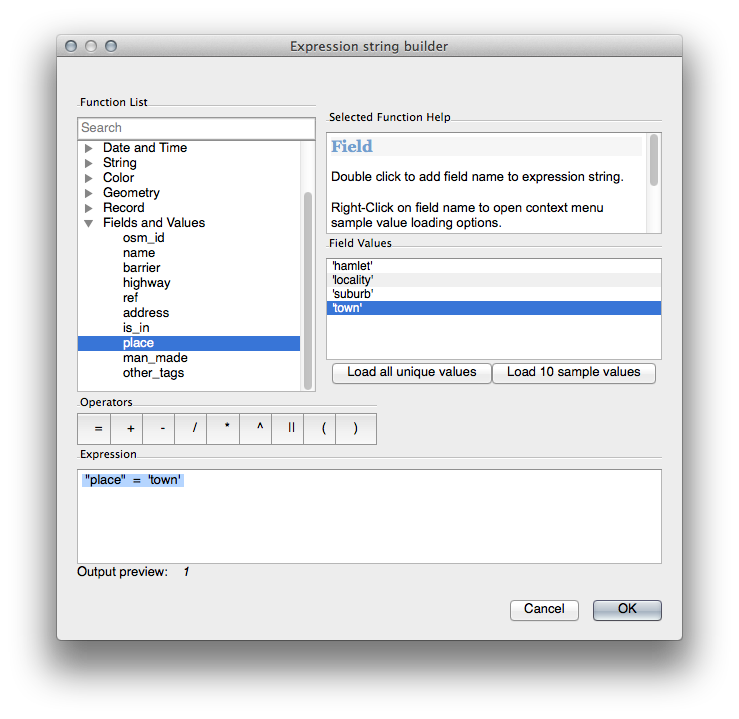 Expression string builder
Function List
Search
Date and Time
String
Color
Geometry
Record
Fields and Values
osm_id
name
barrier
highway
ref
address
is_in
place
man_made
other_tags
Selected Function Help
Field
Double click to add field name to expression string.
Right-Click on field name to open context menu
sample value loading options.
Field Values
'hamlet'
'locality'
'suburb'
'town'
Load all unique values Load 10 sample values
Operators
= + - / * ^ || ( )
Expression
"place" = 'town'
Output preview: 1
Cancel OK